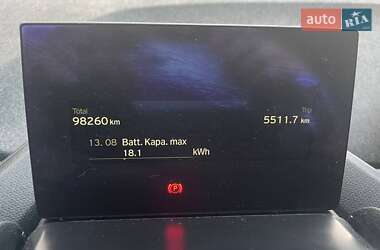 auto RIA
Total Trip
98260 km 5511.7 km
13. 08 Batt. Kapa. max
18.1 kWh
P